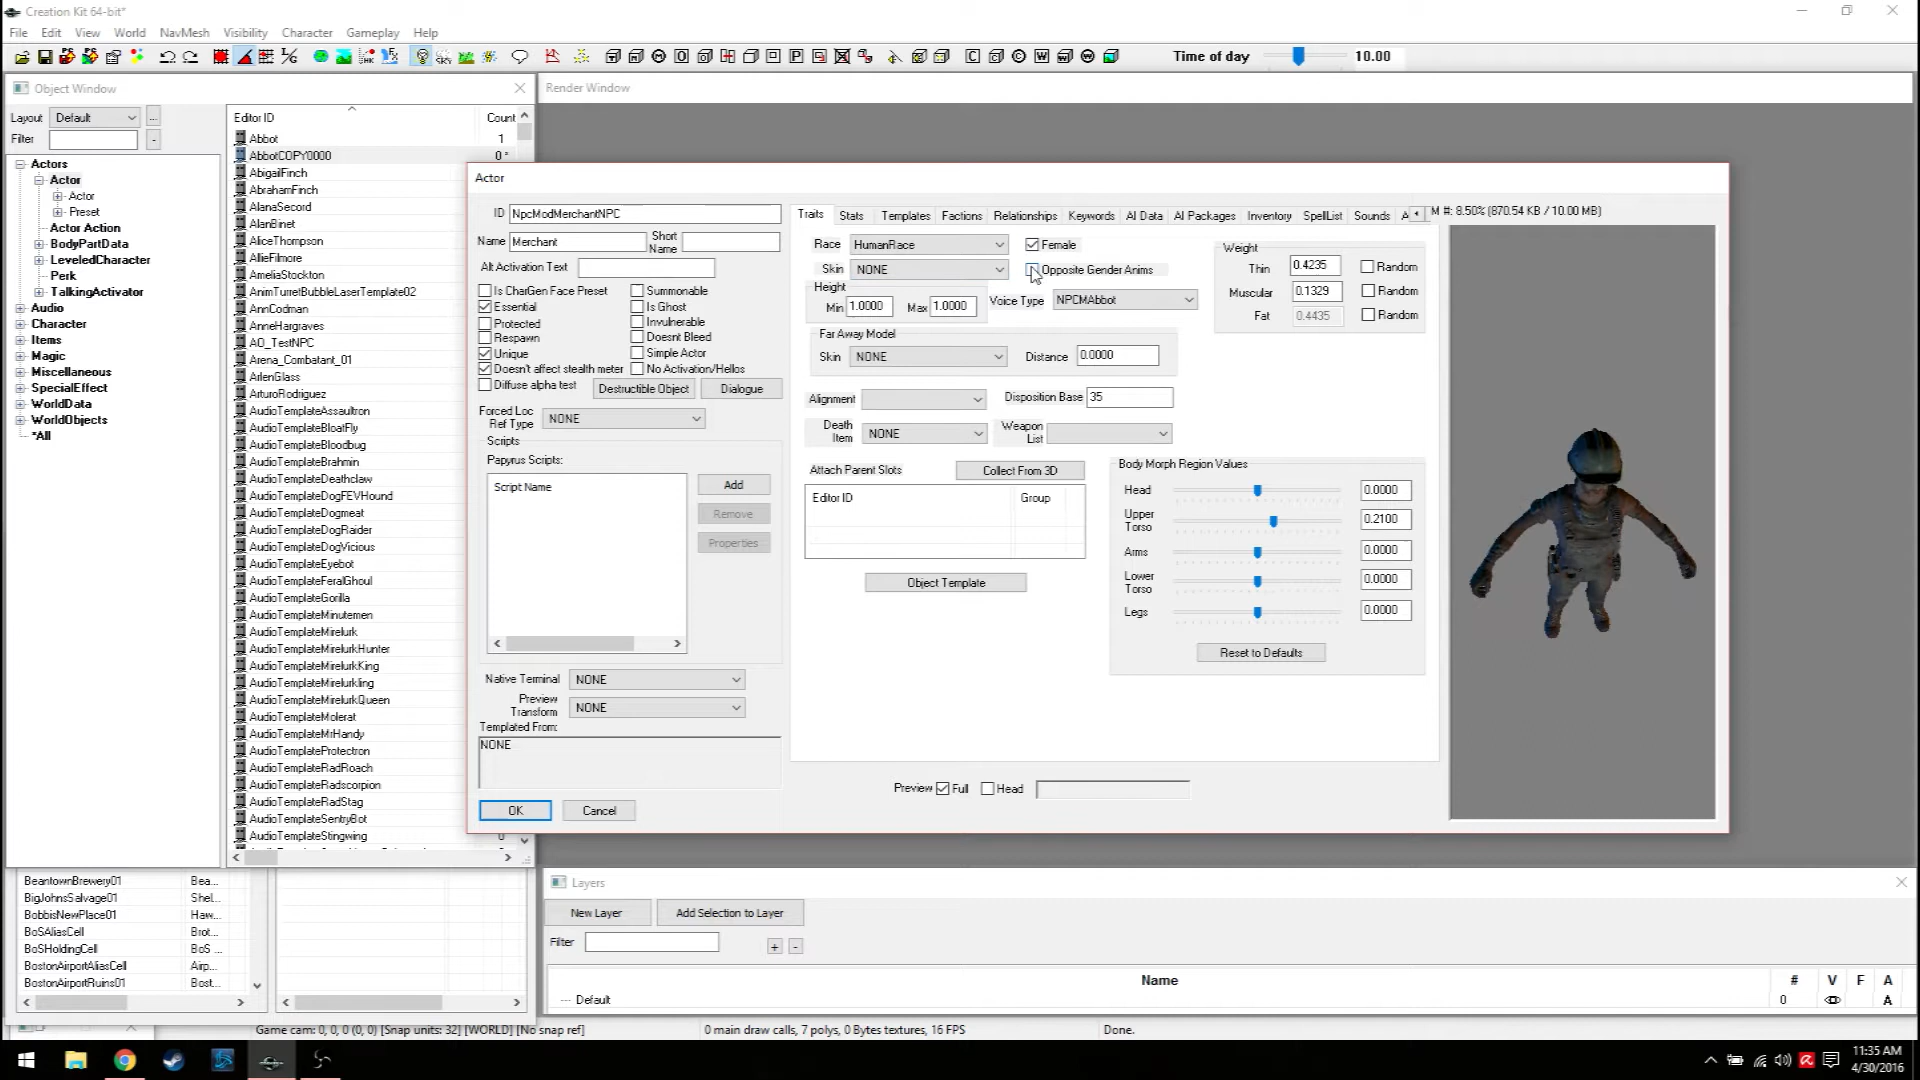 Creation Kit 64-bit*
File Edit View World NavMesh Visibility Character Gameplay Help
Time of day 10.00
Object Window
Render Window
Layout Default ...
Filter -
Editor ID Count
Actors
Actor
Actor
Preset
Actor Action
BodyPartData
LeveledCharacter
Perk
TalkingActivator
Audio
Character
Items
Magic
Miscellaneous
SpecialEffect
WorldData
WorldObjects
*All
Abbot 1
AbbotCOPY0000 0 *
AbigailFinch
AbrahamFinch
AlanaSecord
AlanBinet
AliceThompson
AllieFilmore
AmeliaStockton
AnimTurretBubbleLaserTemplate02
AnnCodman
AnneHargraves
AO_TestNPC
Arena_Combatant_01
ArlenGlass
ArturoRodriguez
AudioTemplateAssaultron
AudioTemplateBloatFly
AudioTemplateBloodbug
AudioTemplateBrahmin
AudioTemplateDeathclaw
AudioTemplateDogFEVHound
AudioTemplateDogmeat
AudioTemplateDogRaider
AudioTemplateDogVicious
AudioTemplateEyebot
AudioTemplateFeralGhoul
AudioTemplateGorilla
AudioTemplateMinutemen
AudioTemplateMirelurk
AudioTemplateMirelurkHunter
AudioTemplateMirelurkKing
AudioTemplateMirelurkling
AudioTemplateMirelurkQueen
AudioTemplateMolerat
AudioTemplateMrHandy
AudioTemplateProtectron
AudioTemplateRadRoach
AudioTemplateRadscorpion
AudioTemplateRadStag
AudioTemplateSentryBot
AudioTemplateStingwing 0
Actor
ID NpcModMerchantNPC
Name Merchant Short Name
Alt Activation Text
Is CharGen Face Preset Summonable
Essential Is Ghost
Protected Invulnerable
Respawn Doesnt Bleed
Unique Simple Actor
Doesn't affect stealth meter No Activation/Hellos
Diffuse alpha test Destructible Object Dialogue
Forced Loc Ref Type NONE
Scripts
Papyrus Scripts:
Script Name
Add
Remove
Properties
Native Terminal NONE
Preview Transform NONE
Templated From:
NONE
OK Cancel
Traits Stats Templates Factions Relationships Keywords AI Data AI Packages Inventory SpellList Sounds A
M #: 8.50% (870.54 KB / 10.00 MB)
Race HumanRace Female
Skin NONE Opposite Gender Anims
Height
Min 1.0000 Max 1.0000 Voice Type NPCMAbbot
Weight
Thin 0.4235 Random
Muscular 0.1329 Random
Fat 0.4435 Random
Far Away Model
Skin NONE Distance 0.0000
Alignment Disposition Base 35
Death Item NONE Weapon List
Attach Parent Slots Collect From 3D
Editor ID Group
Object Template
Body Morph Region Values
Head 0.0000
Upper Torso 0.2100
Arms 0.0000
Lower Torso 0.0000
Legs 0.0000
Reset to Defaults
Preview Full Head
BeantownBrewery01 Bea...
BigJohnsSalvage01 Shel...
BobbisNewPlace01 Haw...
BoSAliasCell Brot...
BoSHoldingCell BoS ...
BostonAirportAliasCell Airp...
BostonAirportRuins01 Bost...
Layers
New Layer Add Selection to Layer
Filter + -
Name # V F A
Default 0 A
Game cam: 0, 0, 0 (0, 0) [Snap units: 32] [WORLD] [No snap ref] 0 main draw calls, 7 polys, 0 Bytes textures, 16 FPS Done.
11:35 AM
4/30/2016